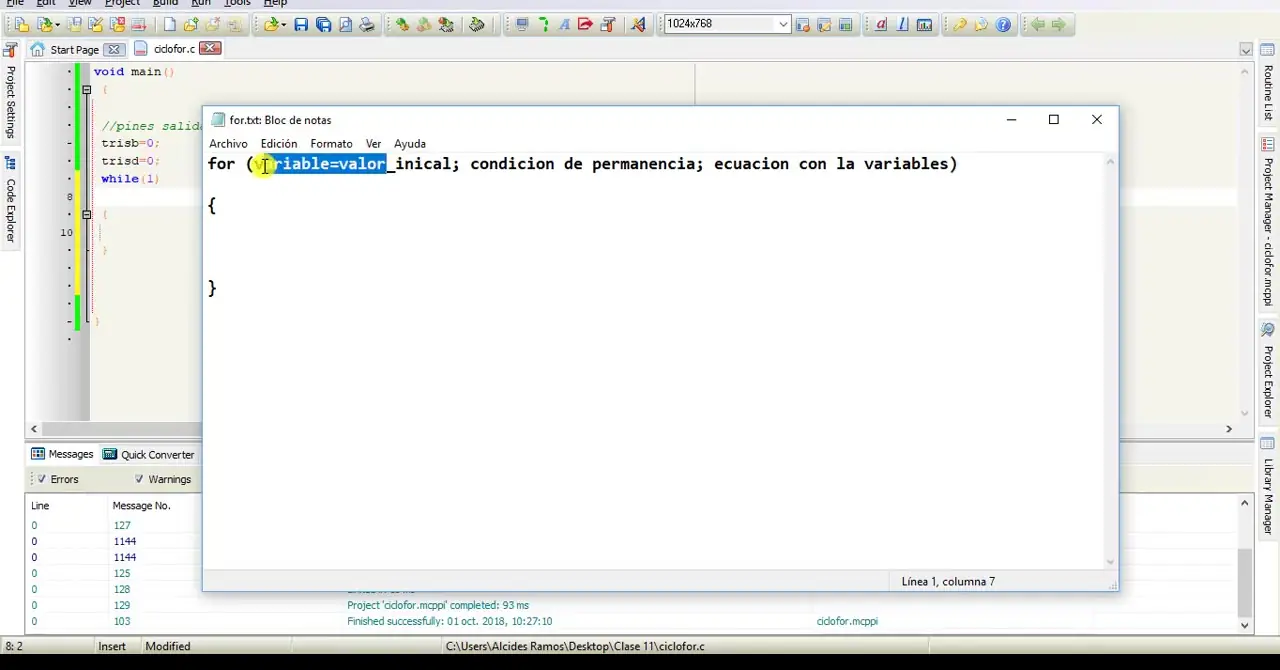 File Edit View Project Build Run Tools Help
1024x768
Start Page
ciclofor.c
void main()
{
//pines salid
trisb=0;
trisd=0;
while(1)
8
{
10
}
}
for.txt: Bloc de notas
Archivo Edición Formato Ver Ayuda
for (variable=valor_inical; condicion de permanencia; ecuacion con la variables)
{
}
Línea 1, columna 7
Project Settings
Code Explorer
Routine List
Project Manager - ciclofor.mcppi
Project Explorer
Library Manager
Messages
Quick Converter
Errors
Warnings
Line Message No.
0 127
0 1144
0 1144
0 125
0 128
0 129 Project 'ciclofor.mcppi' completed: 93 ms
0 103 Finished successfully: 01 oct. 2018, 10:27:10 ciclofor.mcppi
8: 2 Insert Modified C:\Users\Alcides Ramos\Desktop\Clase 11\ciclofor.c